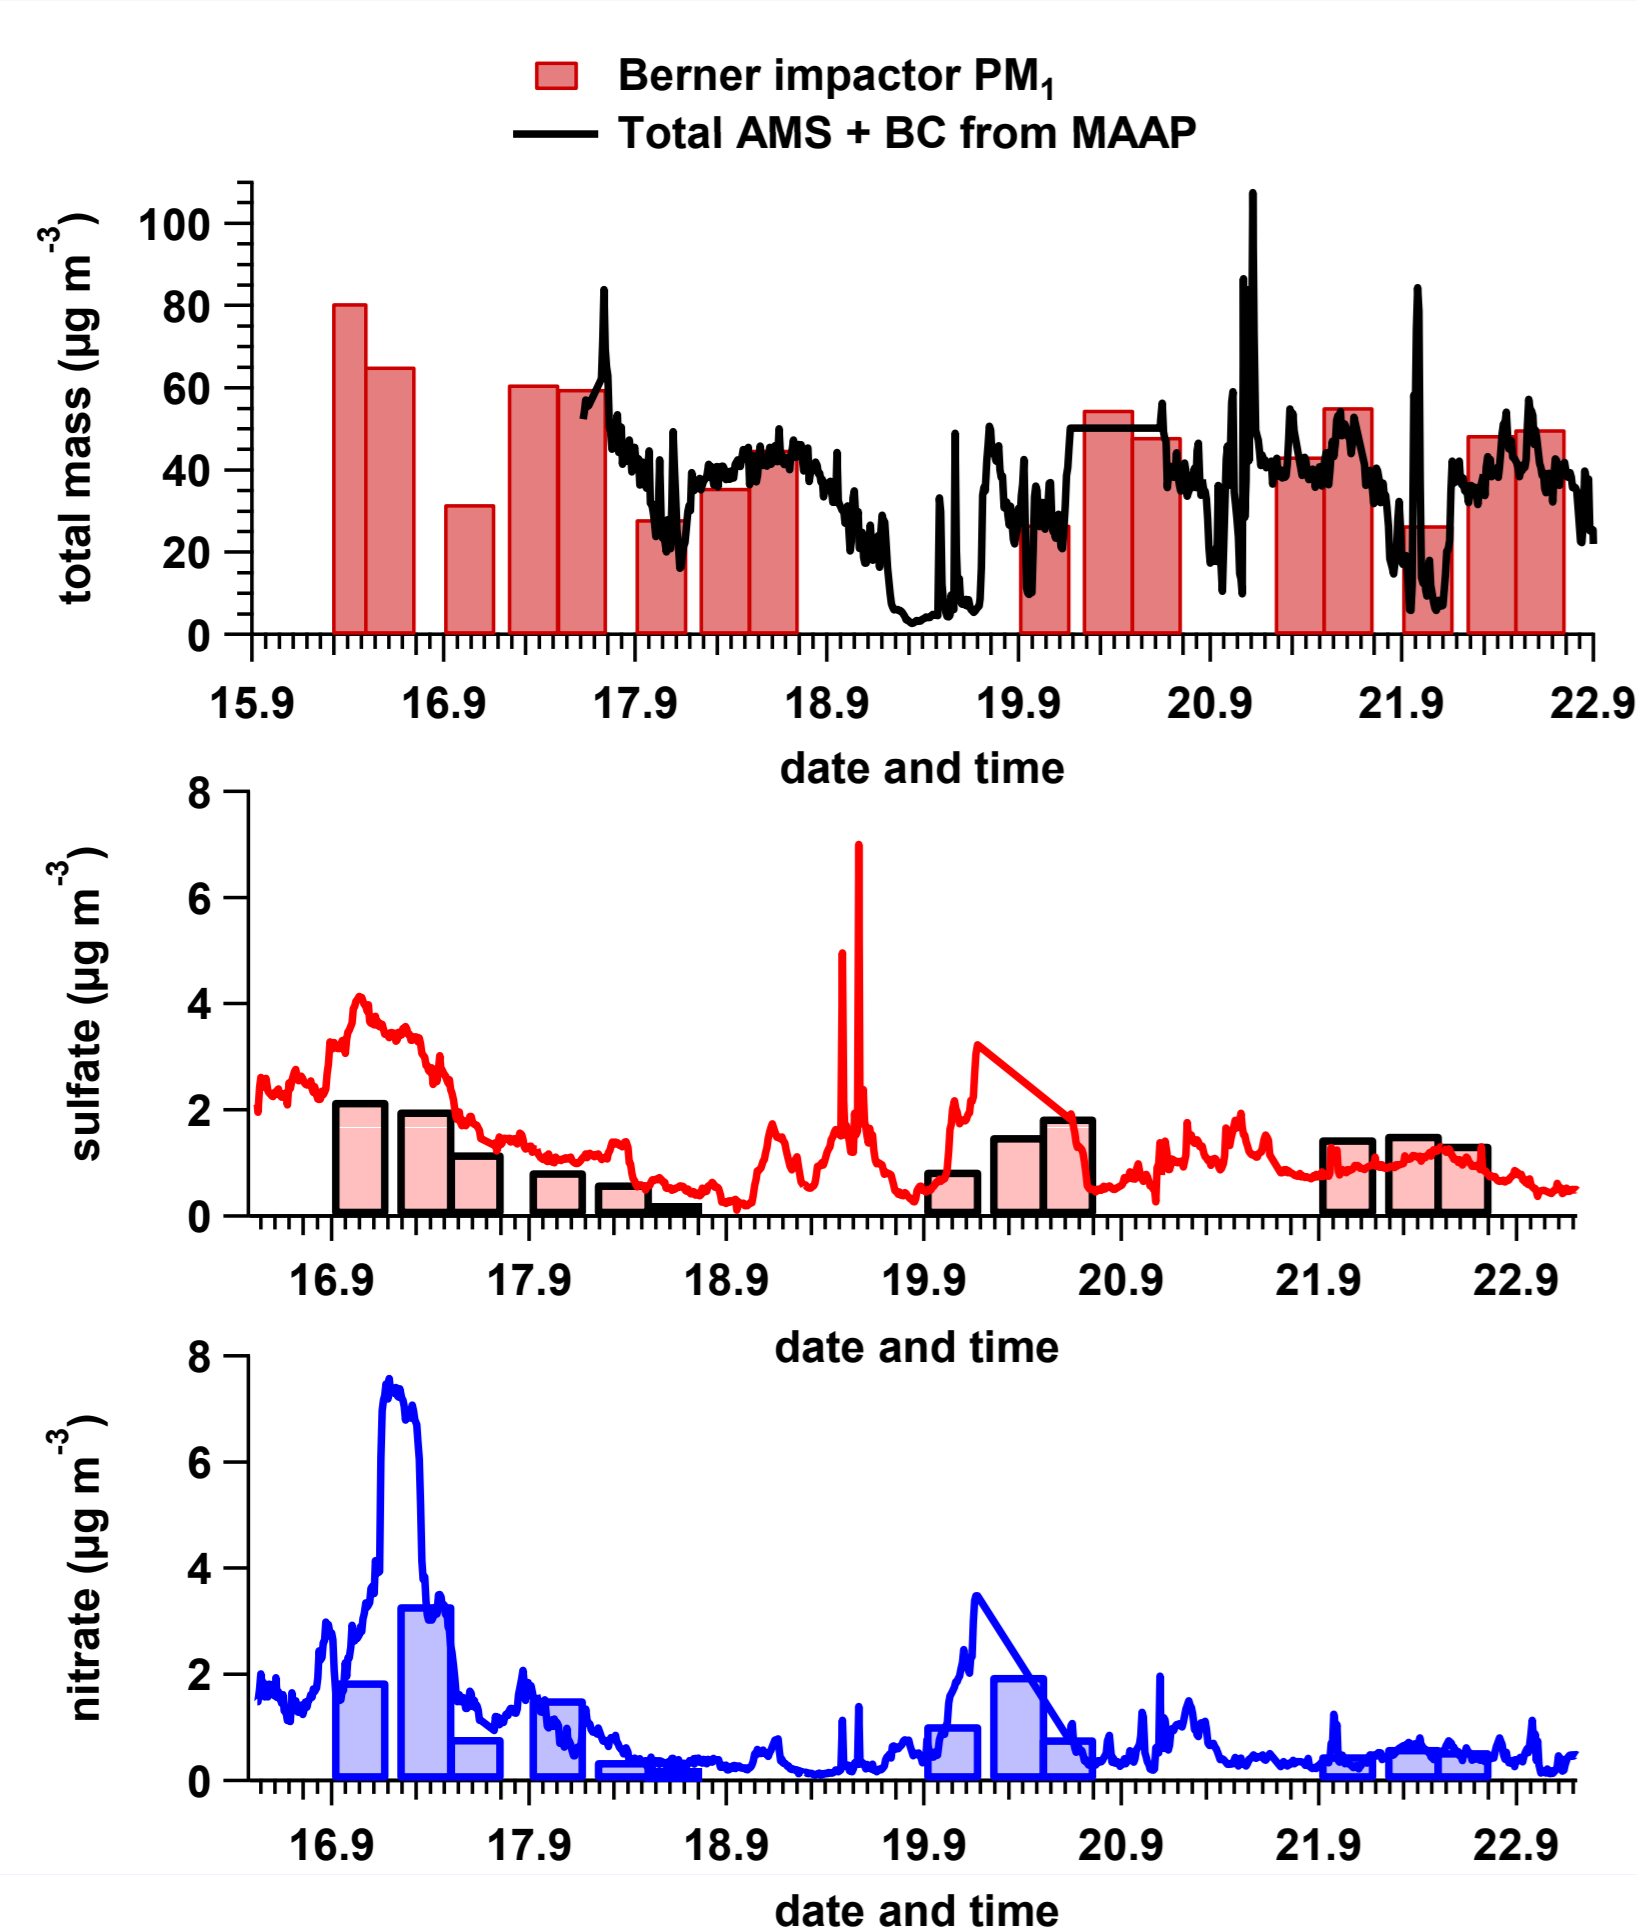 Berner impactor PM1
Total AMS + BC from MAAP
total mass (µg m-3)
100
80
60
40
20
0
15.9 16.9 17.9 18.9 19.9 20.9 21.9 22.9
date and time
sulfate (µg m-3)
8
6
4
2
0
16.9 17.9 18.9 19.9 20.9 21.9 22.9
date and time
nitrate (µg m-3)
8
6
4
2
0
16.9 17.9 18.9 19.9 20.9 21.9 22.9
date and time